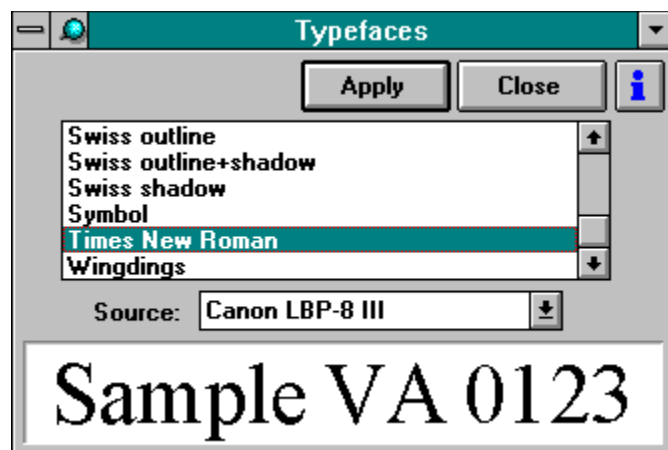 Typefaces
Apply Close i
Swiss outline
Swiss outline+shadow
Swiss shadow
Symbol
Times New Roman
Wingdings
Source: Canon LBP-8 III
Sample VA 0123